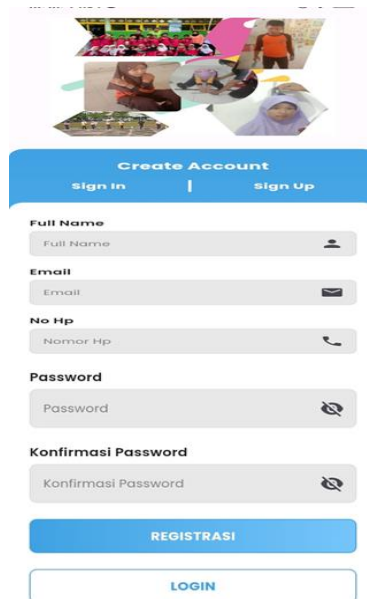 Create Account
Sign In | Sign Up
Full Name
Full Name
Email
Email
No Hp
Nomor Hp
Password
Password
Konfirmasi Password
Konfirmasi Password
REGISTRASI
LOGIN